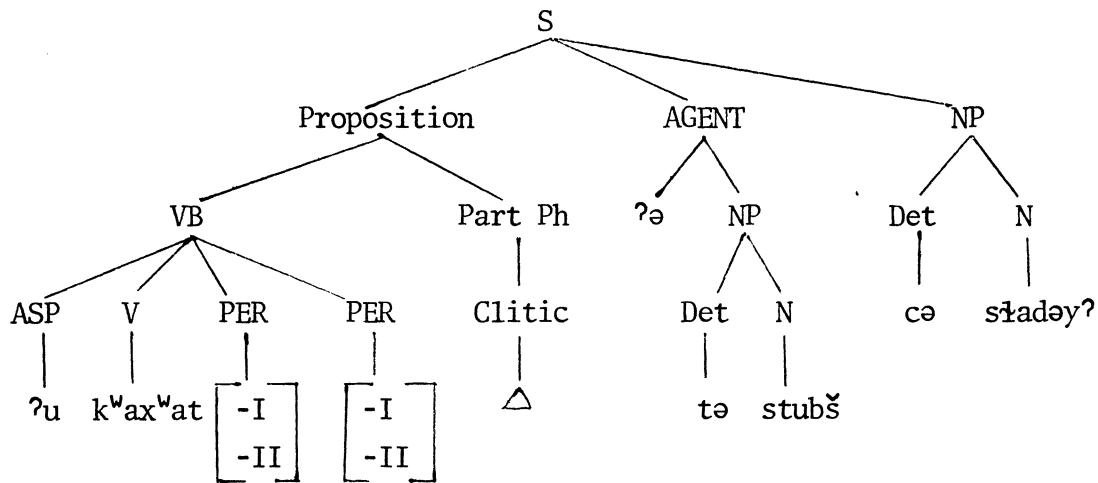 S
Proposition AGENT NP
VB Part Ph ʔə NP Det N
ASP V PER PER Clitic Det N cə sɫadəyʔ
ʔu kʷaxʷat -I -I △ tə stubš
-II -II